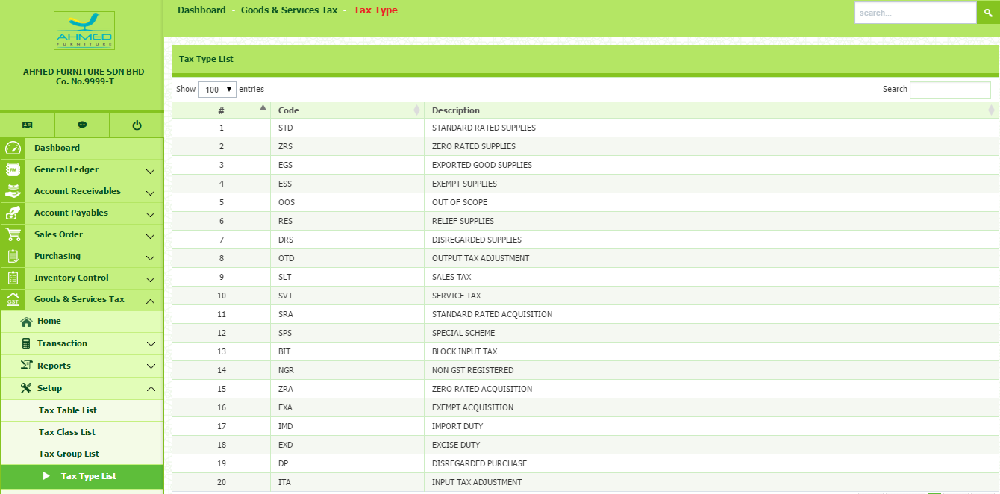 AHMED
FURNITURE
AHMED FURNITURE SDN BHD
Co. No.9999-T
Dashboard
General Ledger
Account Receivables
Account Payables
Sales Order
Purchasing
Inventory Control
GST
Goods & Services Tax
Home
Transaction
Reports
Setup
Tax Table List
Tax Class List
Tax Group List
Tax Type List
Dashboard - Goods & Services Tax - Tax Type
search...
Tax Type List
Show 100 entries Search
# Code Description
1 STD STANDARD RATED SUPPLIES
2 ZRS ZERO RATED SUPPLIES
3 EGS EXPORTED GOOD SUPPLIES
4 ESS EXEMPT SUPPLIES
5 OOS OUT OF SCOPE
6 RES RELIEF SUPPLIES
7 DRS DISREGARDED SUPPLIES
8 OTD OUTPUT TAX ADJUSTMENT
9 SLT SALES TAX
10 SVT SERVICE TAX
11 SRA STANDARD RATED ACQUISITION
12 SPS SPECIAL SCHEME
13 BIT BLOCK INPUT TAX
14 NGR NON GST REGISTERED
15 ZRA ZERO RATED ACQUISITION
16 EXA EXEMPT ACQUISITION
17 IMD IMPORT DUTY
18 EXD EXCISE DUTY
19 DP DISREGARDED PURCHASE
20 ITA INPUT TAX ADJUSTMENT